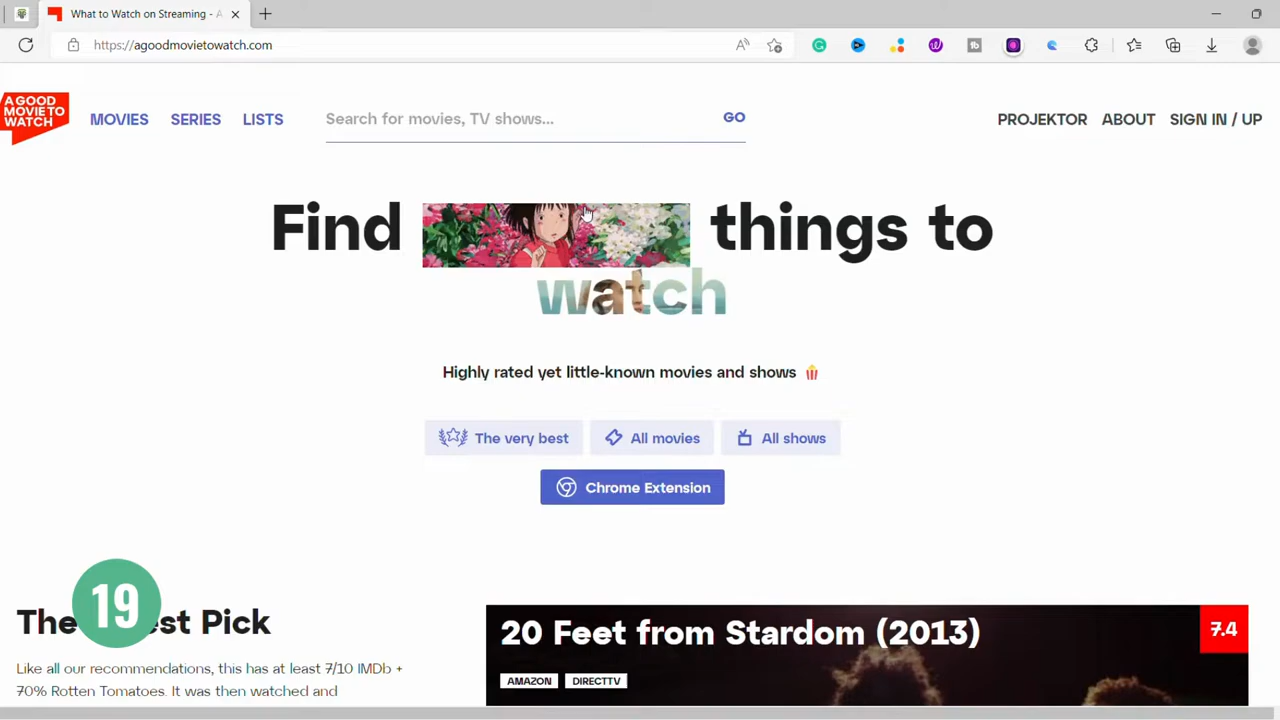 What to Watch on Streaming - A
https://agoodmovietowatch.com
A GOOD
MOVIE TO
WATCH
MOVIES
SERIES
LISTS
Search for movies, TV shows...
GO
PROJEKTOR
ABOUT
SIGN IN / UP
Find things to
watch
Highly rated yet little-known movies and shows
The very best
All movies
All shows
Chrome Extension
19
The est Pick
Like all our recommendations, this has at least 7/10 IMDb +
70% Rotten Tomatoes. It was then watched and
20 Feet from Stardom (2013)
7.4
AMAZON
DIRECTTV